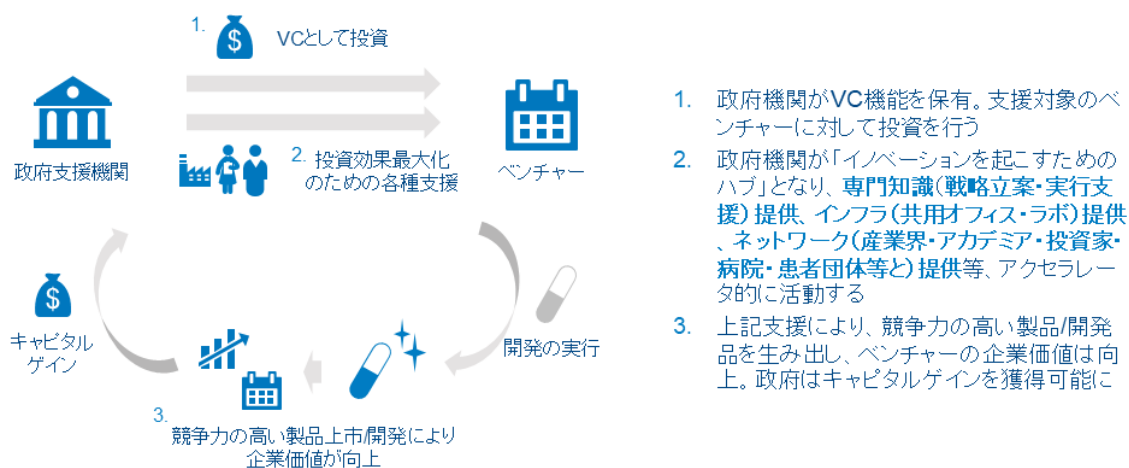 1.
VCとして投資
政府支援機関
2. 投資効果最大化
のための各種支援
ベンチャー
開発の実行
3.
競争力の高い製品上市/開発により
企業価値が向上
キャピタル
ゲイン
1. 政府機関がVC機能を保有。支援対象のベ
ンチャーに対して投資を行う
2. 政府機関が「イノベーションを起こすための
ハブ」となり、専門知識(戦略立案・実行支
援)提供、インフラ(共用オフィス・ラボ)提供
、ネットワーク(産業界・アカデミア・投資家・
病院・患者団体等と)提供等、アクセラレー
タ的に活動する
3. 上記支援により、競争力の高い製品/開発
品を生み出し、ベンチャーの企業価値は向
上。政府はキャピタルゲインを獲得可能に